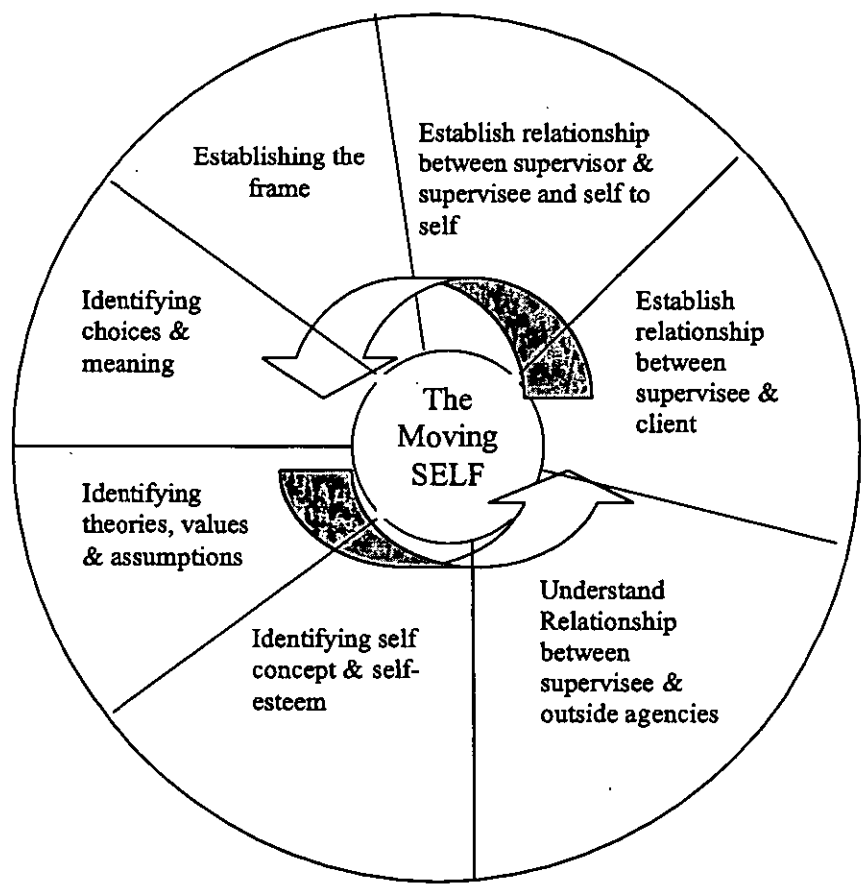 Establishing the
frame
Establish relationship
between supervisor &
supervisee and self to
self
Establish
relationship
between
supervisee &
client
Understand
Relationship
between
supervisee &
outside agencies
Identifying self
concept & self-
esteem
Identifying
theories, values
& assumptions
Identifying
choices &
meaning
The
Moving
SELF